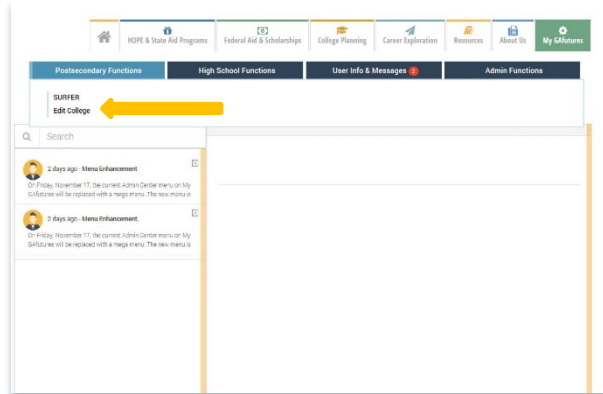 HOPE & State Aid Programs
Federal Aid & Scholarships
College Planning
Career Exploration
Resources
About Us
My GAfutures
Postsecondary Functions
High School Functions
User Info & Messages 2
Admin Functions
SURFER
Edit College
Search
2 days ago - Menu Enhancement
On Friday, November 17, the current Admin Center menu on My
GAfutures will be replaced with a mega menu. The new menu is
2 days ago - Menu Enhancement
On Friday, November 17, the current Admin Center menu on My
GAfutures will be replaced with a mega menu. The new menu is